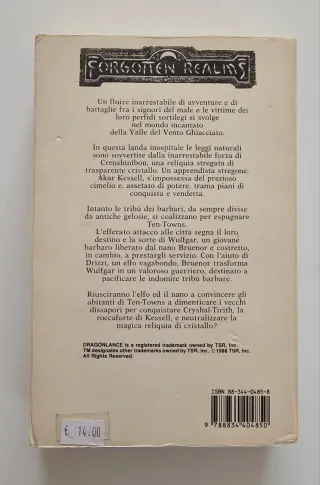 FORGOTTEN REALMS
Un fluire inarrestabile di avventure e di
battaglie fra i signori del male e le vittime dei
loro perfidi sortilegi si svolge
nel mondo incantato
della Valle del Vento Ghiacciato.
In questa landa inospitale le leggi naturali
sono sovvertite dalla inarrestabile forza di
Crenshinibon, una reliquia stregata di
trasparente cristallo. Un apprendista stregone,
Akar Kessell, s'impossessa del prezioso
cimelio e, assetato di potere, trama piani di
conquista e vendetta.
Intanto le tribù dei barbari, da sempre divise
da antiche gelosie, si coalizzano per espugnare
Ten-Towns.
L'efferato attacco alle città segna il loro
destino e la sorte di Wulfgar, un giovane
barbaro liberato dal nano Bruenor e costretto,
in cambio, a prestargli servizio. Con l'aiuto di
Drizzt, un elfo vagabondo, Bruenor trasforma
Wulfgar in un valoroso guerriero, destinato a
pacificare le indomite tribù barbare.
Riusciranno l'elfo ed il nano a convincere gli
abitanti di Ten-Towns a dimenticare i vecchi
dissapori per conquistare Cryshal-Tirith, la
roccaforte di Kessell, e neutralizzare la
magica reliquia di cristallo?
DRAGONLANCE is a registered trademark owned by TSR, Inc.
TM designates other trademarks owned by TSR, Inc. © 1988 TSR, Inc.
All Rights Reserved.
ISBN 88-344-0485-8
9 788834 404850
€ 14,00